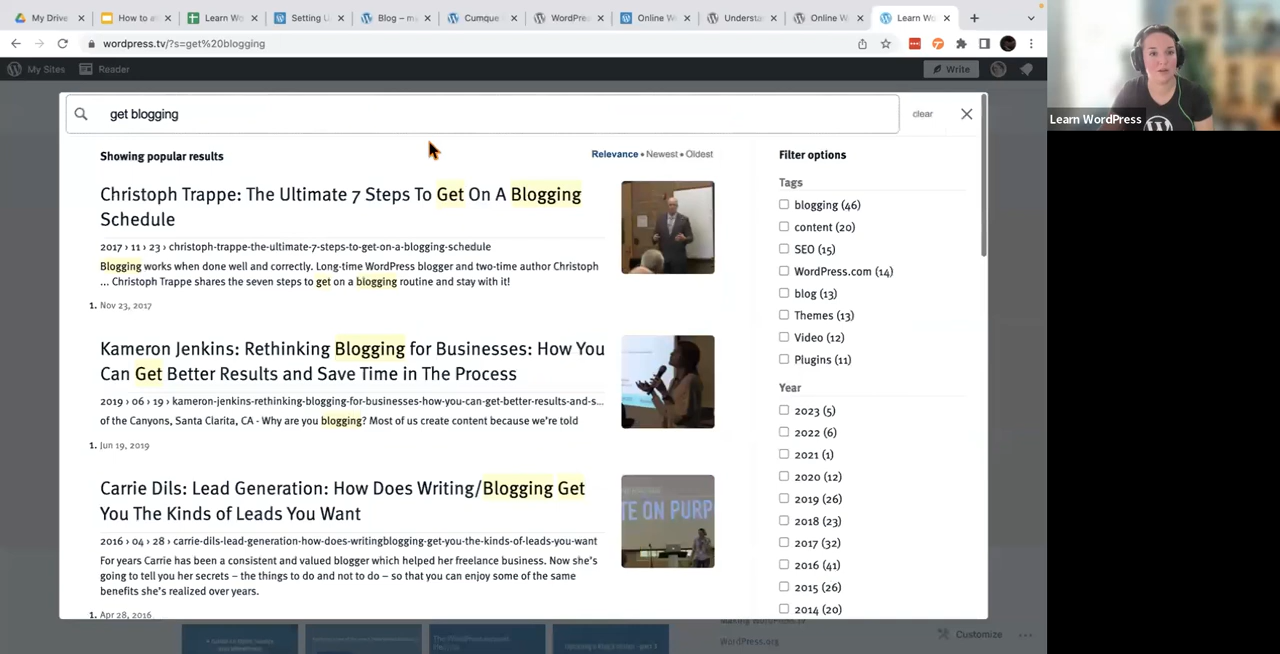 My Drive
How to a
Learn Wo
Setting U
Blog – m
Cumque
WordPres
Online W
Understa
Online W
Learn Wo
wordpress.tv/?s=get%20blogging
My Sites
Reader
Write
get blogging
clear
Showing popular results
Relevance • Newest • Oldest
Christoph Trappe: The Ultimate 7 Steps To Get On A Blogging
Schedule
2017 › 11 › 23 › christoph-trappe-the-ultimate-7-steps-to-get-on-a-blogging-schedule
Blogging works when done well and correctly. Long-time WordPress blogger and two-time author Christoph
... Christoph Trappe shares the seven steps to get on a blogging routine and stay with it!
1. Nov 23, 2017
Kameron Jenkins: Rethinking Blogging for Businesses: How You
Can Get Better Results and Save Time in The Process
2019 › 06 › 19 › kameron-jenkins-rethinking-blogging-for-businesses-how-you-can-get-better-results-and-s...
of the Canyons, Santa Clarita, CA - Why are you blogging? Most of us create content because we're told
1. Jun 19, 2019
Carrie Dils: Lead Generation: How Does Writing/Blogging Get
You The Kinds of Leads You Want
2016 › 04 › 28 › carrie-dils-lead-generation-how-does-writingblogging-get-you-the-kinds-of-leads-you-want
For years Carrie has been a consistent and valued blogger which helped her freelance business. Now she's
going to tell you her secrets – the things to do and not to do – so that you can enjoy some of the same
benefits she's realized over years.
1. Apr 28, 2016
TE ON PURP
Filter options
Tags
blogging (46)
content (20)
SEO (15)
WordPress.com (14)
blog (13)
Themes (13)
Video (12)
Plugins (11)
Year
2023 (5)
2022 (6)
2021 (1)
2020 (12)
2019 (26)
2018 (23)
2017 (32)
2016 (41)
2015 (26)
2014 (20)
WordPress.org
Customize
Learn WordPress